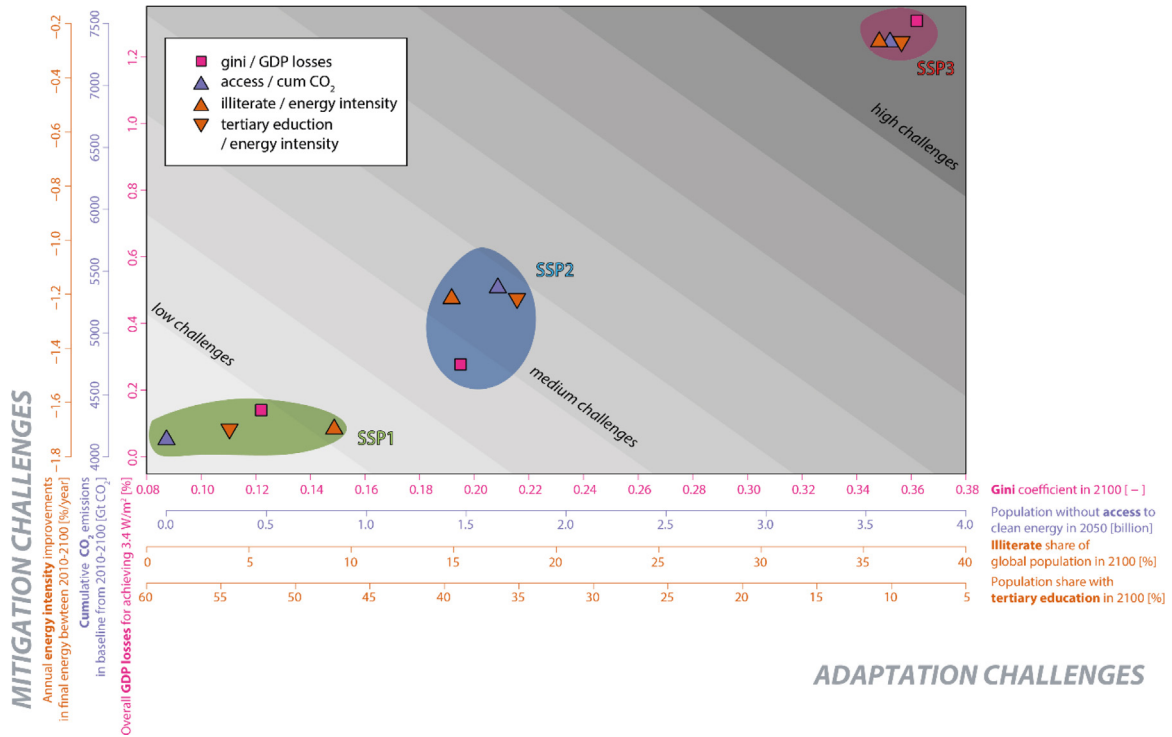 gini / GDP losses
access / cum CO₂
illiterate / energy intensity
tertiary eduction
/ energy intensity
SSP3
high challenges
SSP2
low challenges
medium challenges
SSP1
−0.2
−0.4
−0.6
−0.8
−1.0
−1.2
−1.4
−1.6
−1.8
7500
7000
6500
6000
5500
5000
4500
4000
1.2
1.0
0.8
0.6
0.4
0.2
0.0
MITIGATION CHALLENGES
Annual energy intensity improvements
in final energy bewteen 2010-2100 [%/year]
Cumulative CO₂ emissions
in baseline from 2010-2100 [Gt CO₂]
Overall GDP losses for achieving 3.4 W/m² [%]
0.08 0.10 0.12 0.14 0.16 0.18 0.20 0.22 0.24 0.26 0.28 0.30 0.32 0.34 0.36 0.38
Gini coefficient in 2100 [ − ]
0.0 0.5 1.0 1.5 2.0 2.5 3.0 3.5 4.0
Population without access to
clean energy in 2050 [billion]
0 5 10 15 20 25 30 35 40
Illiterate share of
global population in 2100 [%]
60 55 50 45 40 35 30 25 20 15 10 5
Population share with
tertiary education in 2100 [%]
ADAPTATION CHALLENGES